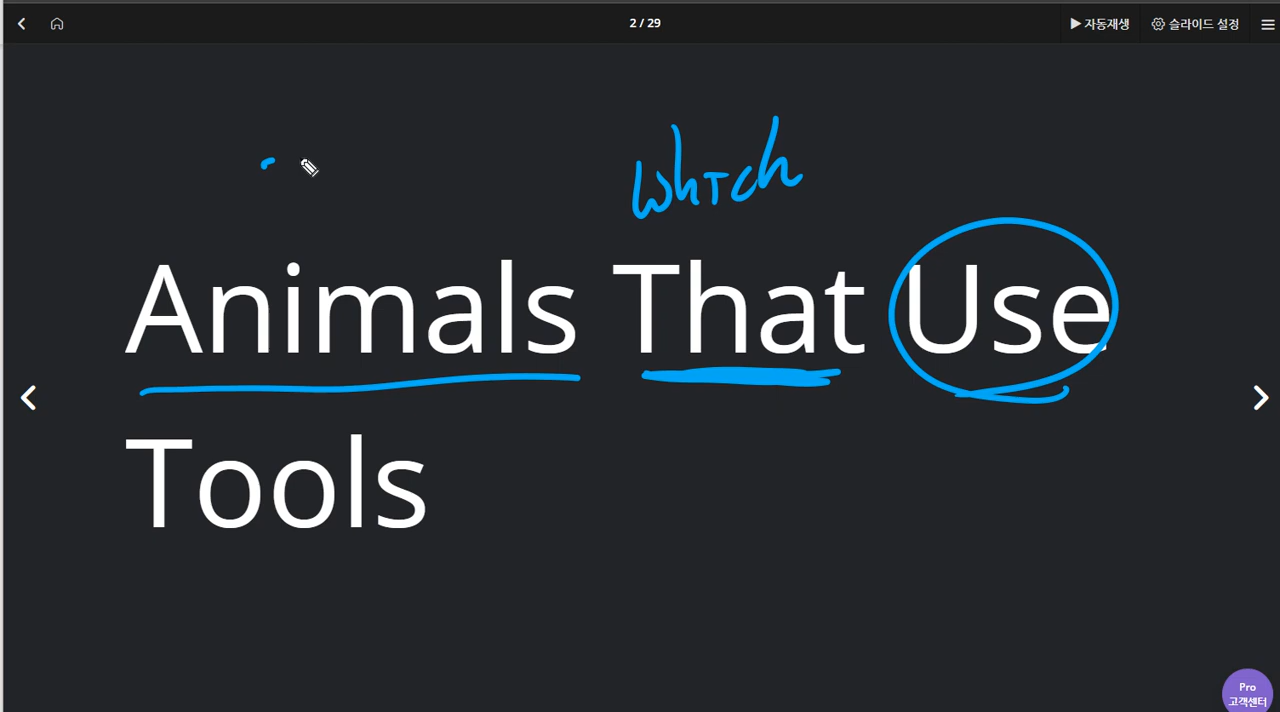 2 / 29
자동재생
슬라이드 설정
which
Animals That Use
Tools
Pro
고객센터